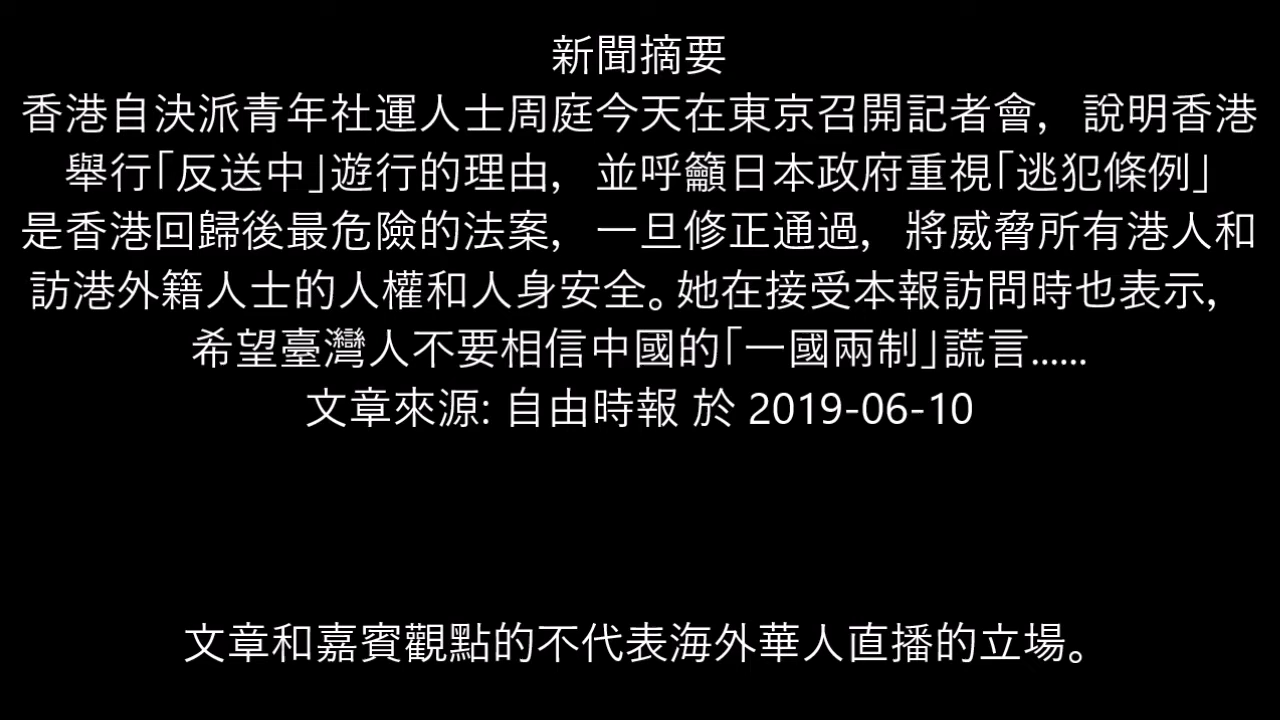 新聞摘要
香港自決派青年社運人士周庭今天在東京召開記者會，說明香港
舉行「反送中」遊行的理由，並呼籲日本政府重視「逃犯條例」
是香港回歸後最危險的法案，一旦修正通過，將威脅所有港人和
訪港外籍人士的人權和人身安全。她在接受本報訪問時也表示，
希望臺灣人不要相信中國的「一國兩制」謊言......
文章來源: 自由時報 於 2019-06-10
文章和嘉賓觀點的不代表海外華人直播的立場。